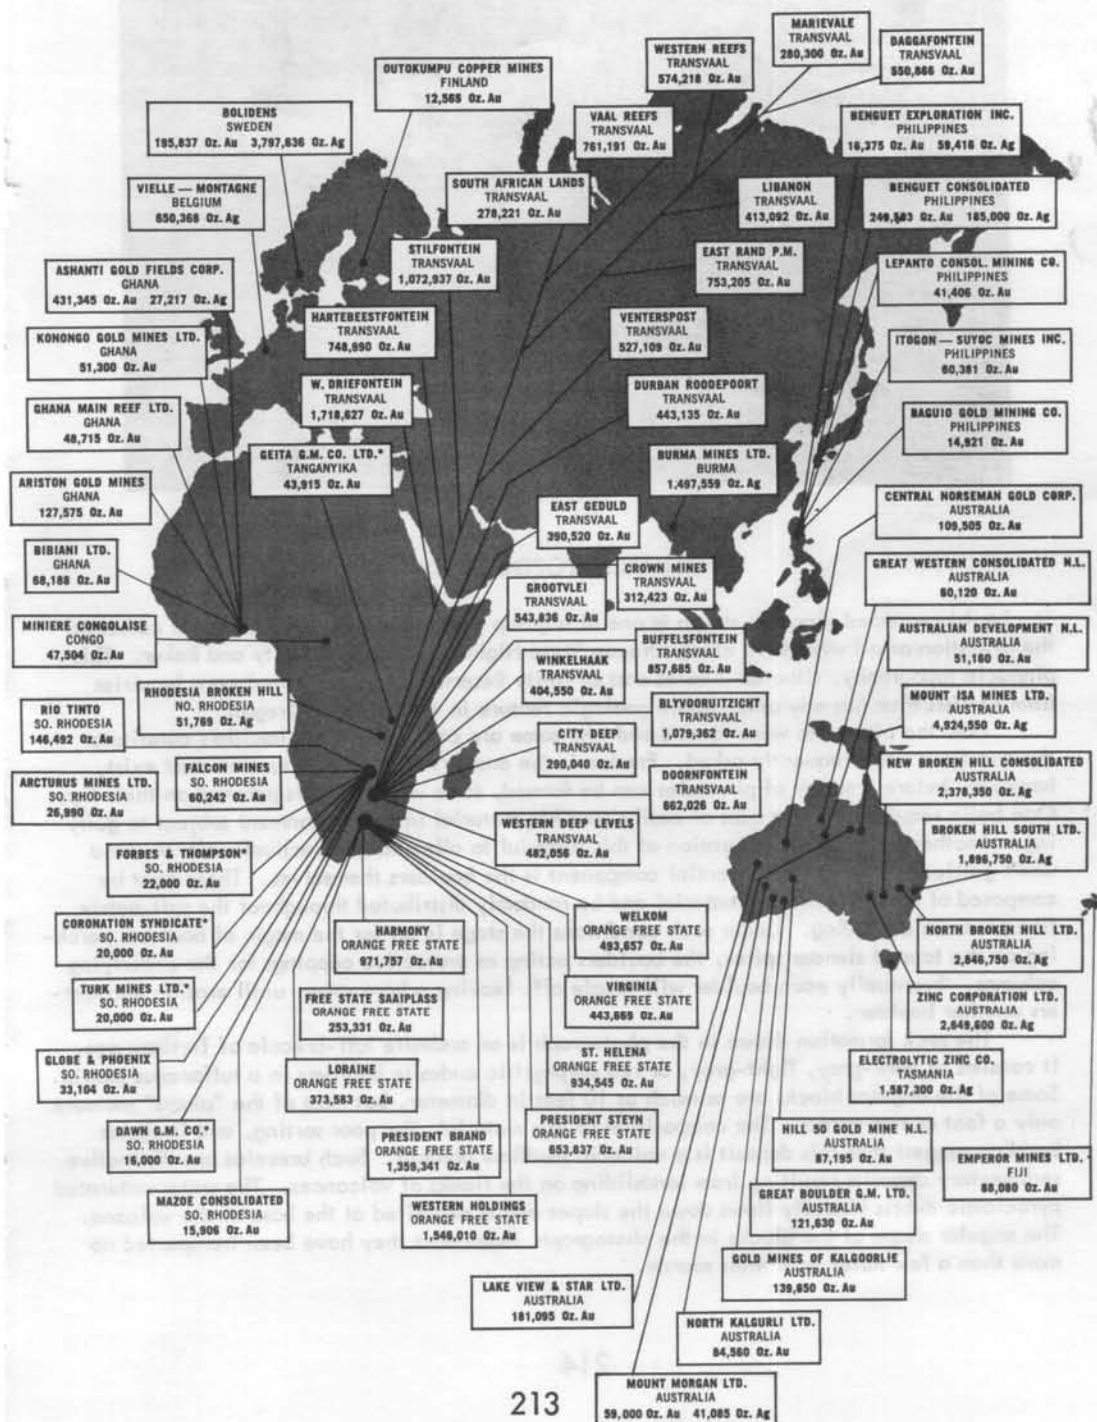 MARIEVALE
TRANSVAAL
280,300 Oz. Au
WESTERN REEFS
TRANSVAAL
574,218 Oz. Au
DAGGAFONTEIN
TRANSVAAL
550,866 Oz. Au
OUTOKUMPU COPPER MINES
FINLAND
12,565 Oz. Au
BOLIDENS
SWEDEN
195,837 Oz. Au 3,797,636 Oz. Ag
VAAL REEFS
TRANSVAAL
761,191 Oz. Au
BENGUET EXPLORATION INC.
PHILIPPINES
16,375 Oz. Au 59,416 Oz. Ag
VIELLE — MONTAGNE
BELGIUM
650,368 Oz. Ag
SOUTH AFRICAN LANDS
TRANSVAAL
278,221 Oz. Au
LIBANON
TRANSVAAL
413,092 Oz. Au
BENGUET CONSOLIDATED
PHILIPPINES
Oz. Au 185,000 Oz. Ag
STILFONTEIN
TRANSVAAL
1,072,937 Oz. Au
EAST RAND P.M.
TRANSVAAL
753,205 Oz. Au
LEPANTO CONSOL. MINING CO.
PHILIPPINES
41,406 Oz. Au
ASHANTI GOLD FIELDS CORP.
GHANA
431,345 Oz. Au 27,217 Oz. Ag
HARTEBEESTFONTEIN
TRANSVAAL
748,990 Oz. Au
VENTERSPOST
TRANSVAAL
527,109 Oz. Au
ITOGON — SUYOC MINES INC.
PHILIPPINES
60,381 Oz. Au
KONONGO GOLD MINES LTD.
GHANA
51,300 Oz. Au
W. DRIEFONTEIN
TRANSVAAL
1,718,627 Oz. Au
DURBAN ROODEPOORT
TRANSVAAL
443,135 Oz. Au
BAGUIO GOLD MINING CO.
PHILIPPINES
14,921 Oz. Au
GHANA MAIN REEF LTD.
GHANA
48,715 Oz. Au
GEITA G.M. CO. LTD.*
TANGANYIKA
43,915 Oz. Au
BURMA MINES LTD.
BURMA
1,497,559 Oz. Ag
ARISTON GOLD MINES
GHANA
127,575 Oz. Au
CENTRAL NORSEMAN GOLD CORP.
AUSTRALIA
109,505 Oz. Au
EAST GEDULD
TRANSVAAL
390,520 Oz. Au
BIBIANI LTD.
GHANA
68,188 Oz. Au
CROWN MINES
TRANSVAAL
312,423 Oz. Au
GREAT WESTERN CONSOLIDATED N.L.
AUSTRALIA
60,120 Oz. Au
GROOTVLEI
TRANSVAAL
543,836 Oz. Au
MINIERE CONGOLAISE
CONGO
47,504 Oz. Au
BUFFELSFONTEIN
TRANSVAAL
857,685 Oz. Au
AUSTRALIAN DEVELOPMENT N.L.
AUSTRALIA
51,160 Oz. Au
WINKELHAAK
TRANSVAAL
404,550 Oz. Au
RHODESIA BROKEN HILL
NO. RHODESIA
51,769 Oz. Ag
BLYVOORUITZICHT
TRANSVAAL
1,079,362 Oz. Au
MOUNT ISA MINES LTD.
AUSTRALIA
4,924,550 Oz. Ag
RIO TINTO
SO. RHODESIA
146,492 Oz. Au
CITY DEEP
TRANSVAAL
290,040 Oz. Au
NEW BROKEN HILL CONSOLIDATED
AUSTRALIA
2,378,350 Oz. Ag
FALCON MINES
SO. RHODESIA
60,242 Oz. Au
DOORNFONTEIN
TRANSVAAL
662,026 Oz. Au
ARCTURUS MINES LTD.
SO. RHODESIA
26,990 Oz. Au
WESTERN DEEP LEVELS
TRANSVAAL
482,056 Oz. Au
BROKEN HILL SOUTH LTD.
AUSTRALIA
1,896,750 Oz. Ag
FORBES & THOMPSON*
SO. RHODESIA
22,000 Oz. Au
CORONATION SYNDICATE*
SO. RHODESIA
20,000 Oz. Au
HARMONY
ORANGE FREE STATE
971,757 Oz. Au
WELKOM
ORANGE FREE STATE
493,657 Oz. Au
NORTH BROKEN HILL LTD.
AUSTRALIA
2,846,750 Oz. Ag
TURK MINES LTD.*
SO. RHODESIA
20,000 Oz. Au
FREE STATE SAAIPLASS
ORANGE FREE STATE
253,331 Oz. Au
VIRGINIA
ORANGE FREE STATE
443,669 Oz. Au
ZINC CORPORATION LTD.
AUSTRALIA
2,649,600 Oz. Ag
GLOBE & PHOENIX
SO. RHODESIA
33,104 Oz. Au
LORAINE
ORANGE FREE STATE
373,583 Oz. Au
ST. HELENA
ORANGE FREE STATE
934,545 Oz. Au
ELECTROLYTIC ZINC CO.
TASMANIA
1,587,300 Oz. Ag
DAWN G.M. CO.*
SO. RHODESIA
16,000 Oz. Au
PRESIDENT BRAND
ORANGE FREE STATE
1,359,341 Oz. Au
PRESIDENT STEYN
ORANGE FREE STATE
653,837 Oz. Au
HILL 50 GOLD MINE N.L.
AUSTRALIA
87,195 Oz. Au
EMPEROR MINES LTD.
FIJI
88,080 Oz. Au
MAZOE CONSOLIDATED
SO. RHODESIA
15,906 Oz. Au
WESTERN HOLDINGS
ORANGE FREE STATE
1,546,010 Oz. Au
GREAT BOULDER G.M. LTD.
AUSTRALIA
121,630 Oz. Au
GOLD MINES OF KALGOORLIE
AUSTRALIA
139,650 Oz. Au
LAKE VIEW & STAR LTD.
AUSTRALIA
181,095 Oz. Au
NORTH KALGURLI LTD.
AUSTRALIA
84,560 Oz. Au
MOUNT MORGAN LTD.
AUSTRALIA
59,000 Oz. Au 41,085 Oz. Ag
213